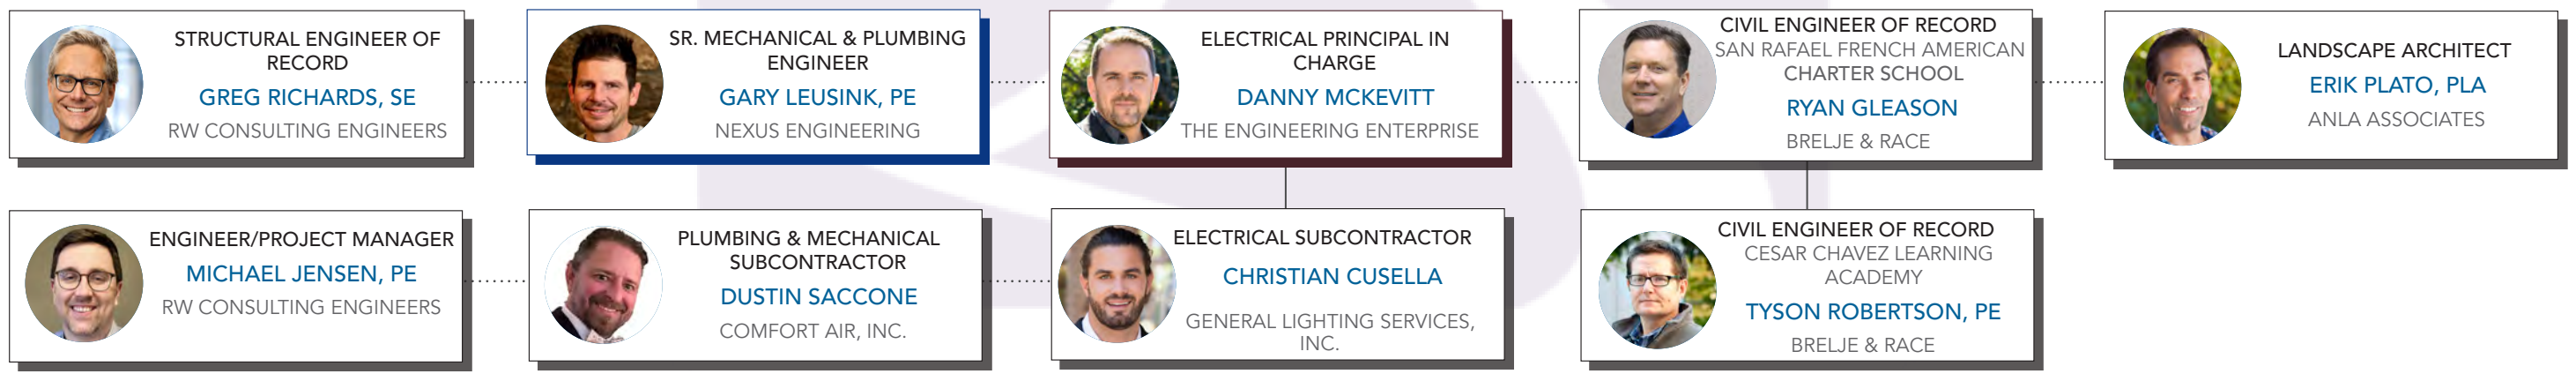 STRUCTURAL ENGINEER OF
RECORD
GREG RICHARDS, SE
RW CONSULTING ENGINEERS
SR. MECHANICAL & PLUMBING
ENGINEER
GARY LEUSINK, PE
NEXUS ENGINEERING
ELECTRICAL PRINCIPAL IN
CHARGE
DANNY MCKEVITT
THE ENGINEERING ENTERPRISE
CIVIL ENGINEER OF RECORD
SAN RAFAEL FRENCH AMERICAN
CHARTER SCHOOL
RYAN GLEASON
BRELJE & RACE
LANDSCAPE ARCHITECT
ERIK PLATO, PLA
ANLA ASSOCIATES
ENGINEER/PROJECT MANAGER
MICHAEL JENSEN, PE
RW CONSULTING ENGINEERS
PLUMBING & MECHANICAL
SUBCONTRACTOR
DUSTIN SACCONE
COMFORT AIR, INC.
ELECTRICAL SUBCONTRACTOR
CHRISTIAN CUSELLA
GENERAL LIGHTING SERVICES,
INC.
CIVIL ENGINEER OF RECORD
CESAR CHAVEZ LEARNING
ACADEMY
TYSON ROBERTSON, PE
BRELJE & RACE